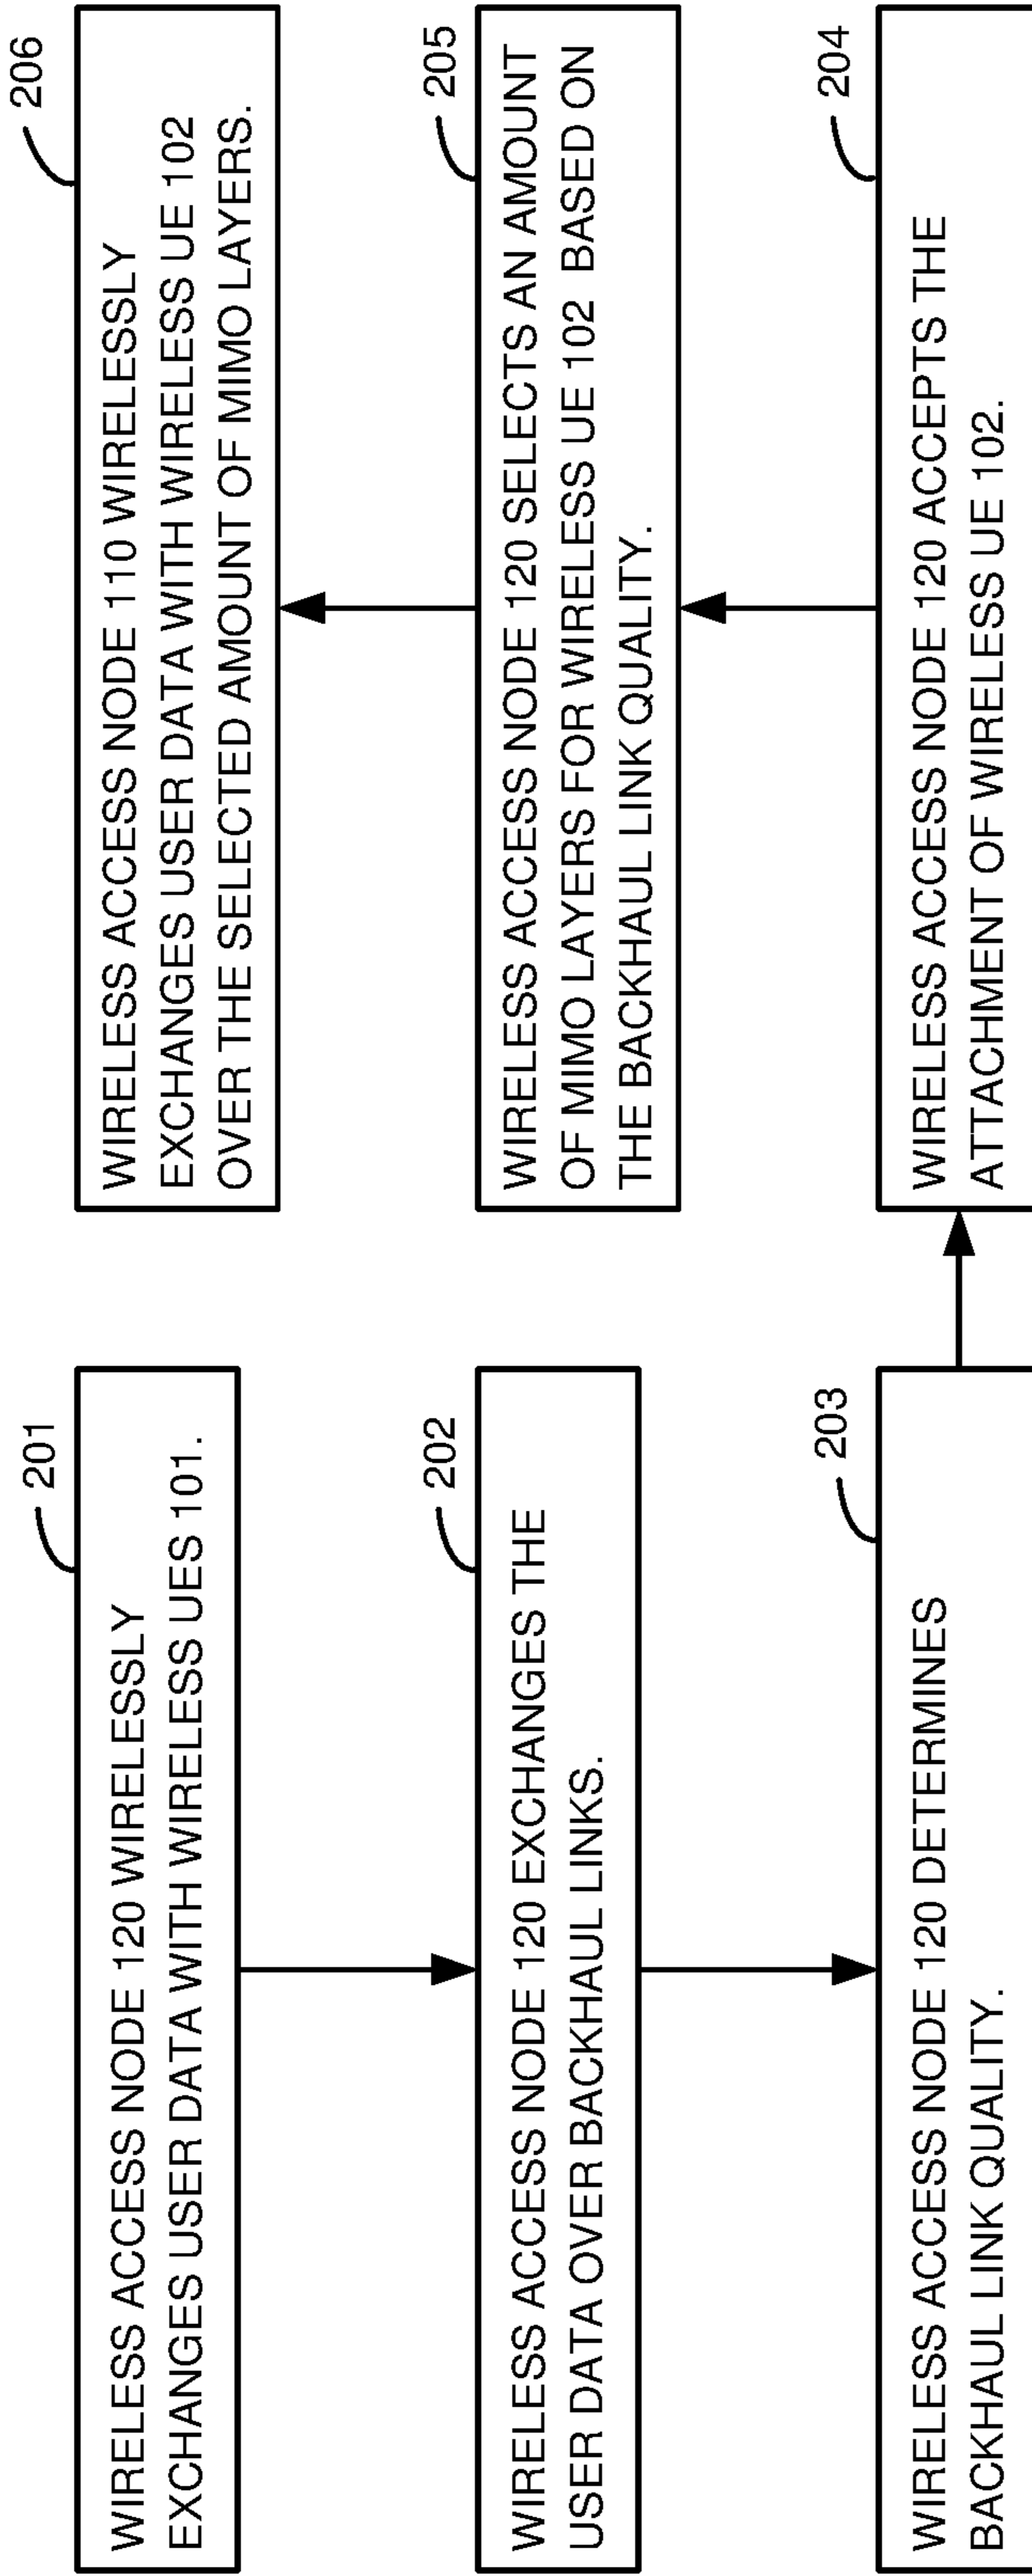 201
WIRELESS ACCESS NODE 120 WIRELESSLY
EXCHANGES USER DATA WITH WIRELESS UES 101.
202
WIRELESS ACCESS NODE 120 EXCHANGES THE
USER DATA OVER BACKHAUL LINKS.
203
WIRELESS ACCESS NODE 120 DETERMINES
BACKHAUL LINK QUALITY.
204
WIRELESS ACCESS NODE 120 ACCEPTS THE
ATTACHMENT OF WIRELESS UE 102.
205
WIRELESS ACCESS NODE 120 SELECTS AN AMOUNT
OF MIMO LAYERS FOR WIRELESS UE 102 BASED ON
THE BACKHAUL LINK QUALITY.
206
WIRELESS ACCESS NODE 110 WIRELESSLY
EXCHANGES USER DATA WITH WIRELESS UE 102
OVER THE SELECTED AMOUNT OF MIMO LAYERS.